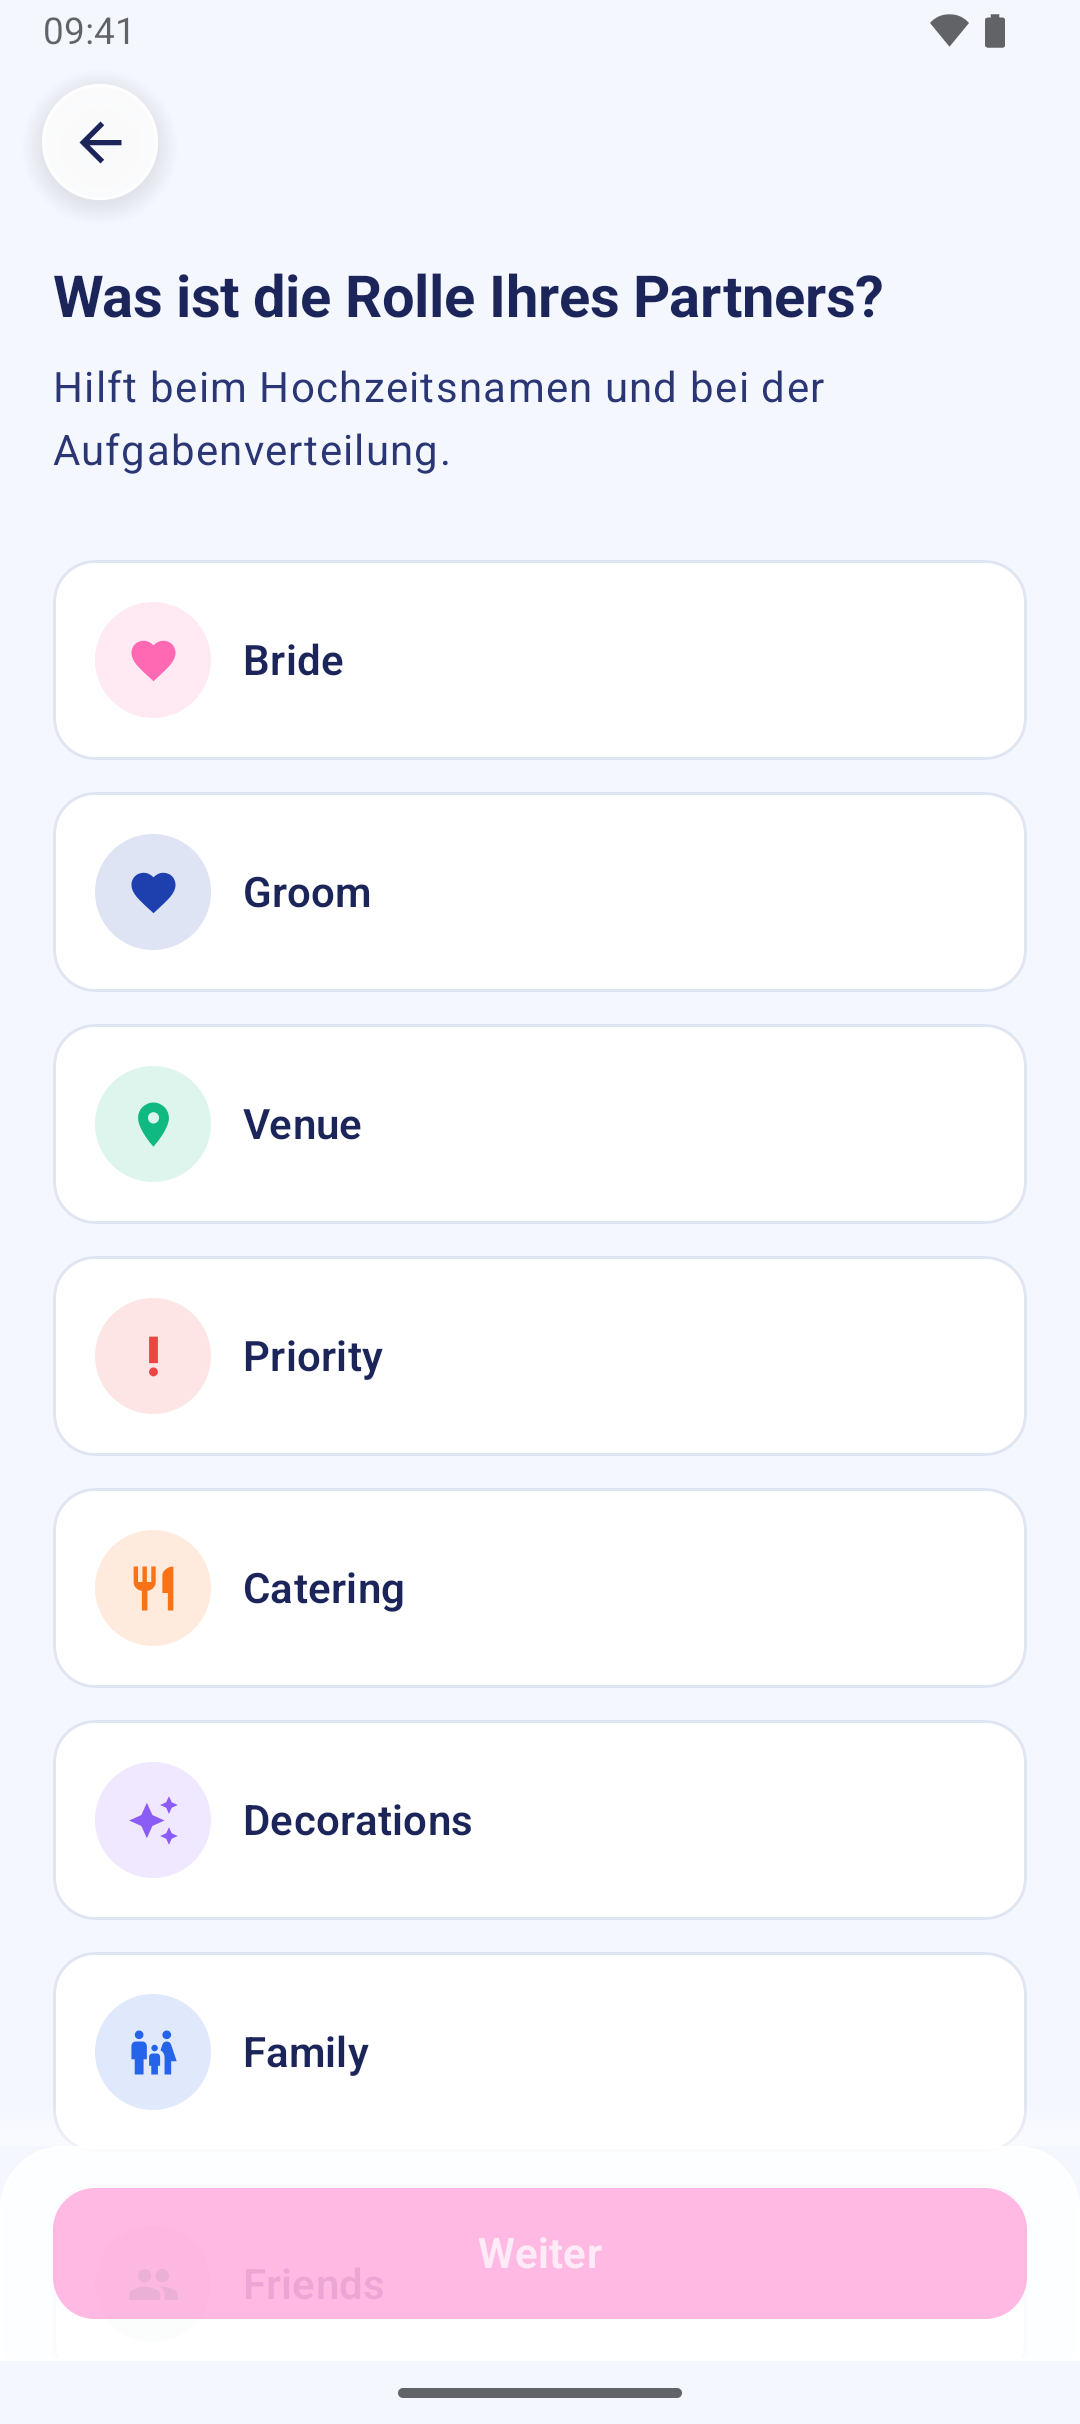 09:41
Was ist die Rolle Ihres Partners?
Hilft beim Hochzeitsnamen und bei der
Aufgabenverteilung.
Bride
Groom
Venue
Priority
Catering
Decorations
Family
Weiter
Friends